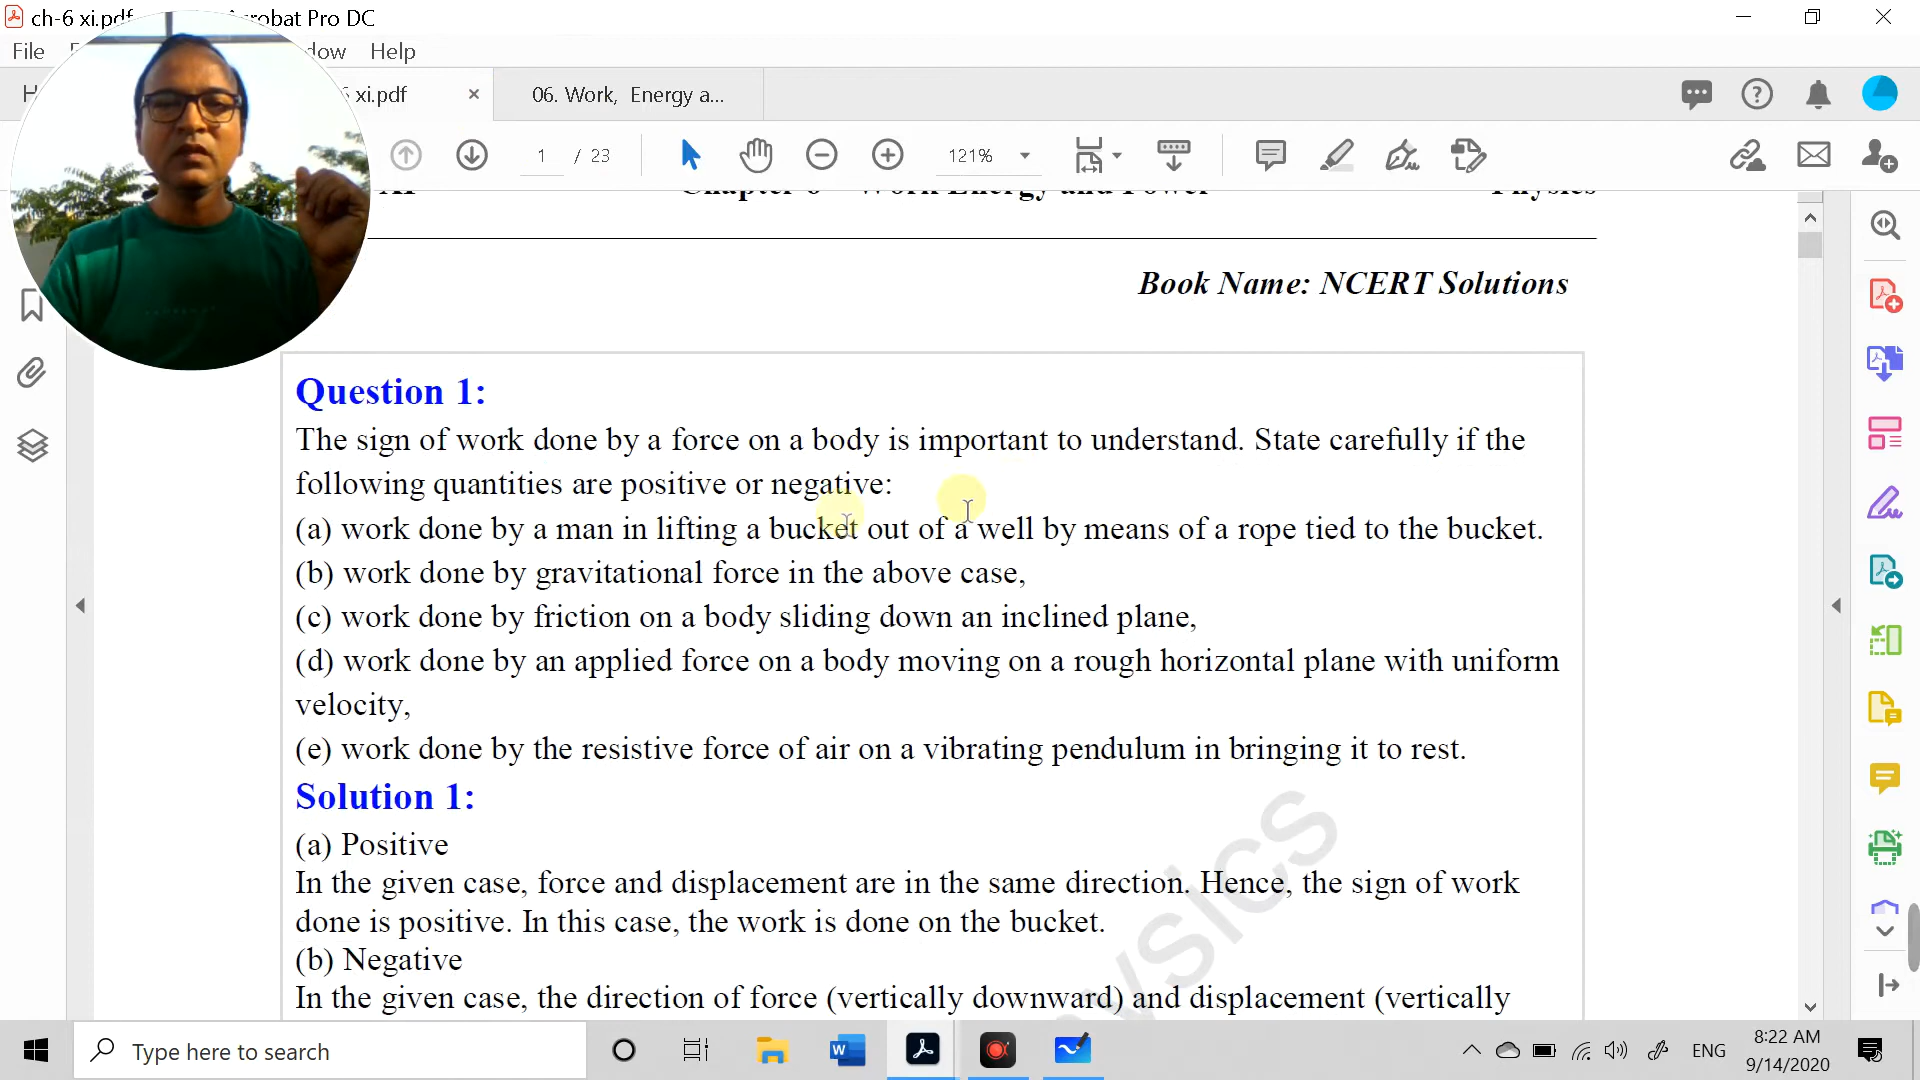 ch-6 xi.pdf
crobat Pro DC
File
dow Help
xi.pdf
06. Work, Energy a...
1 / 23
121%
Chapter 6 Work Energy and Power
Physics
Book Name: NCERT Solutions
Question 1:
The sign of work done by a force on a body is important to understand. State carefully if the
following quantities are positive or negative:
(a) work done by a man in lifting a bucket out of a well by means of a rope tied to the bucket.
(b) work done by gravitational force in the above case,
(c) work done by friction on a body sliding down an inclined plane,
(d) work done by an applied force on a body moving on a rough horizontal plane with uniform
velocity,
(e) work done by the resistive force of air on a vibrating pendulum in bringing it to rest.
Solution 1:
(a) Positive
In the given case, force and displacement are in the same direction. Hence, the sign of work
done is positive. In this case, the work is done on the bucket.
(b) Negative
In the given case, the direction of force (vertically downward) and displacement (vertically
ysics
Type here to search
ENG
8:22 AM
9/14/2020